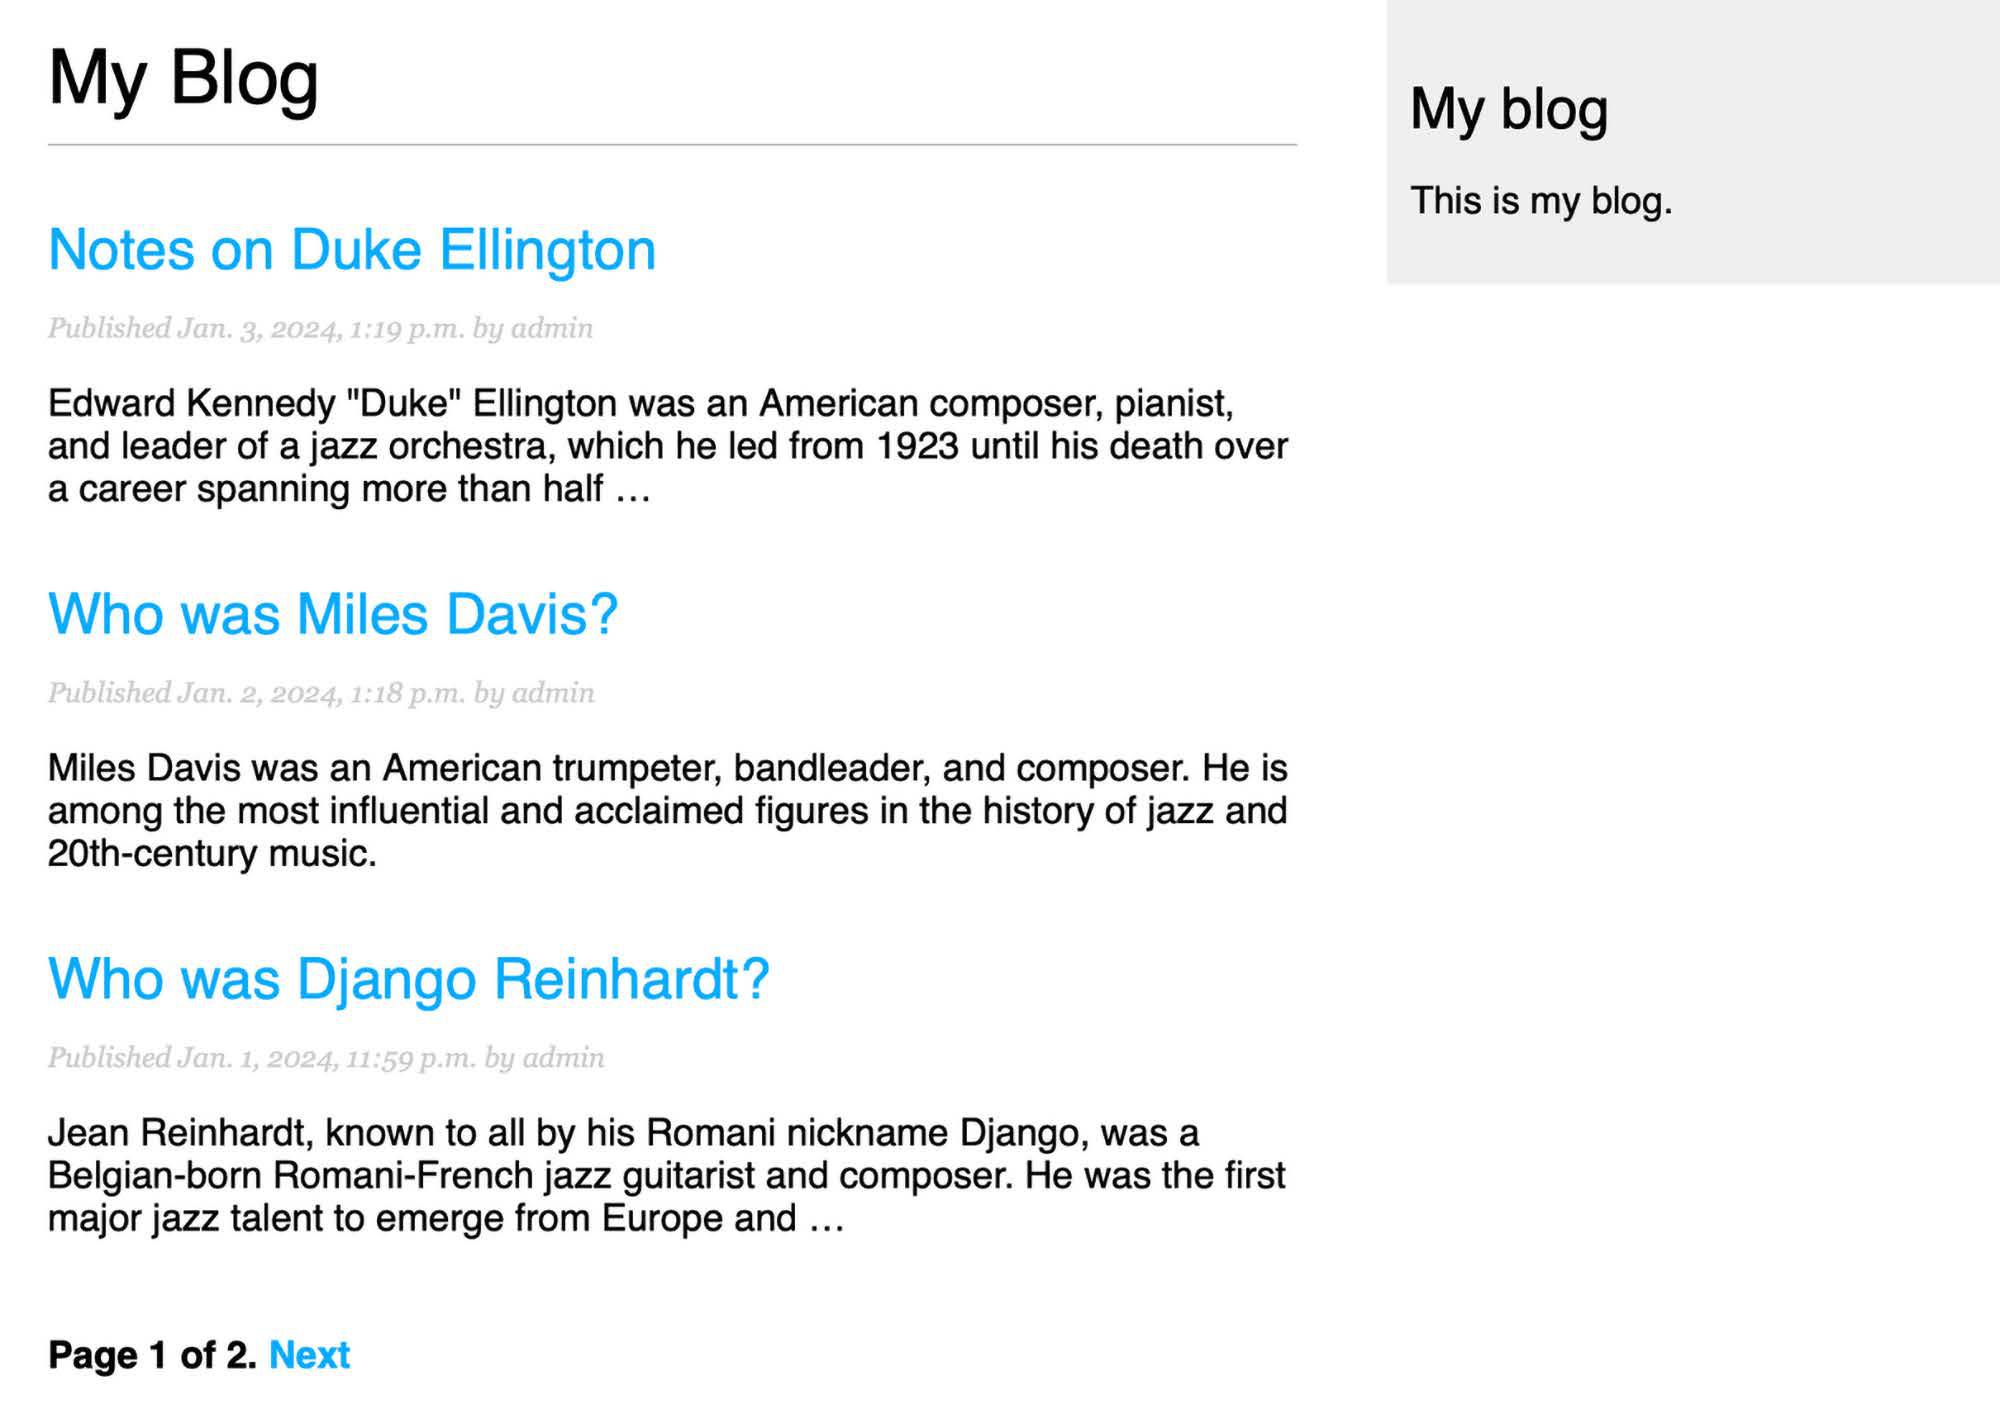 My Blog
Notes on Duke Ellington
Published Jan. 3, 2024, 1:19 p.m. by admin
Edward Kennedy "Duke" Ellington was an American composer, pianist,
and leader of a jazz orchestra, which he led from 1923 until his death over
a career spanning more than half …
Who was Miles Davis?
Published Jan. 2, 2024, 1:18 p.m. by admin
Miles Davis was an American trumpeter, bandleader, and composer. He is
among the most influential and acclaimed figures in the history of jazz and
20th-century music.
Who was Django Reinhardt?
Published Jan. 1, 2024, 11:59 p.m. by admin
Jean Reinhardt, known to all by his Romani nickname Django, was a
Belgian-born Romani-French jazz guitarist and composer. He was the first
major jazz talent to emerge from Europe and …
Page 1 of 2. Next
My blog
This is my blog.